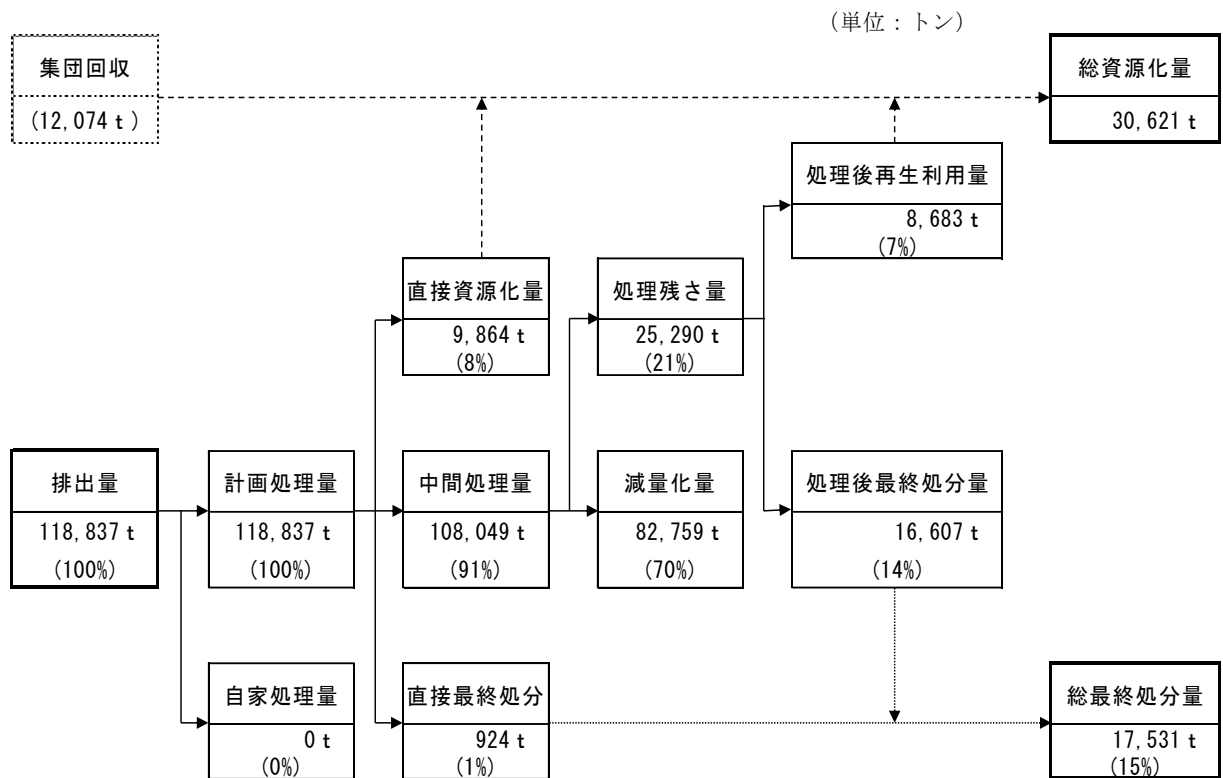 （単位：トン）
集団回収
(12,074 t )
総資源化量
30,621 t
処理後再生利用量
8,683 t
(7%)
直接資源化量
9,864 t
(8%)
処理残さ量
25,290 t
(21%)
排出量
118,837 t
(100%)
計画処理量
118,837 t
(100%)
中間処理量
108,049 t
(91%)
減量化量
82,759 t
(70%)
処理後最終処分量
16,607 t
(14%)
自家処理量
0 t
(0%)
直接最終処分
924 t
(1%)
総最終処分量
17,531 t
(15%)